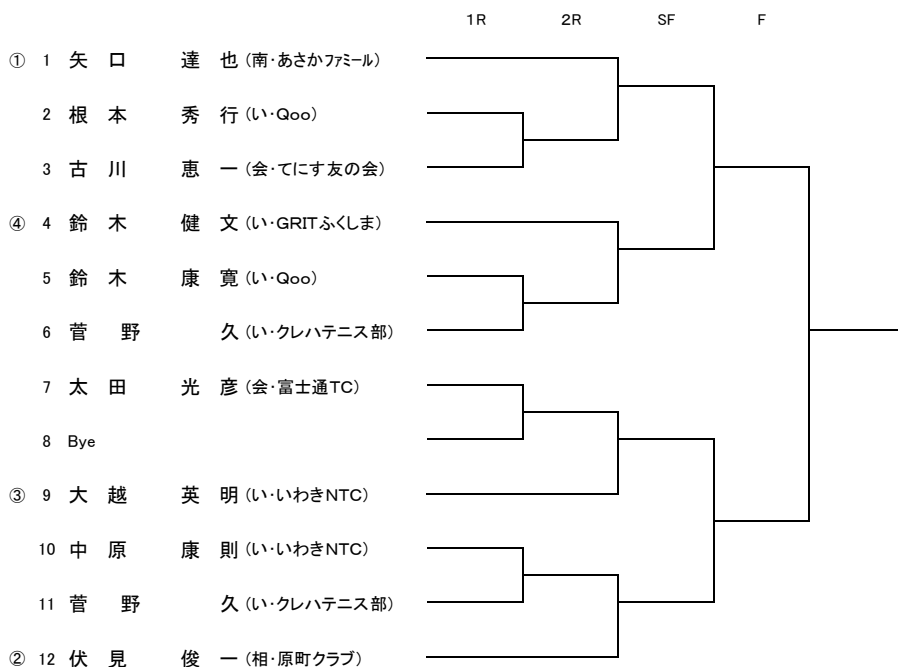 1R 2R SF F
① 1 矢口 達也 (南・あさかファミール)
2 根本 秀行 (い・Qoo)
3 古川 恵一 (会・てにす友の会)
④ 4 鈴木 健文 (い・GRITふくしま)
5 鈴木 康寛 (い・Qoo)
6 菅野 久 (い・クレハテニス部)
7 太田 光彦 (会・富士通TC)
8 Bye
③ 9 大越 英明 (い・いわきNTC)
10 中原 康則 (い・いわきNTC)
11 菅野 久 (い・クレハテニス部)
② 12 伏見 俊一 (相・原町クラブ)